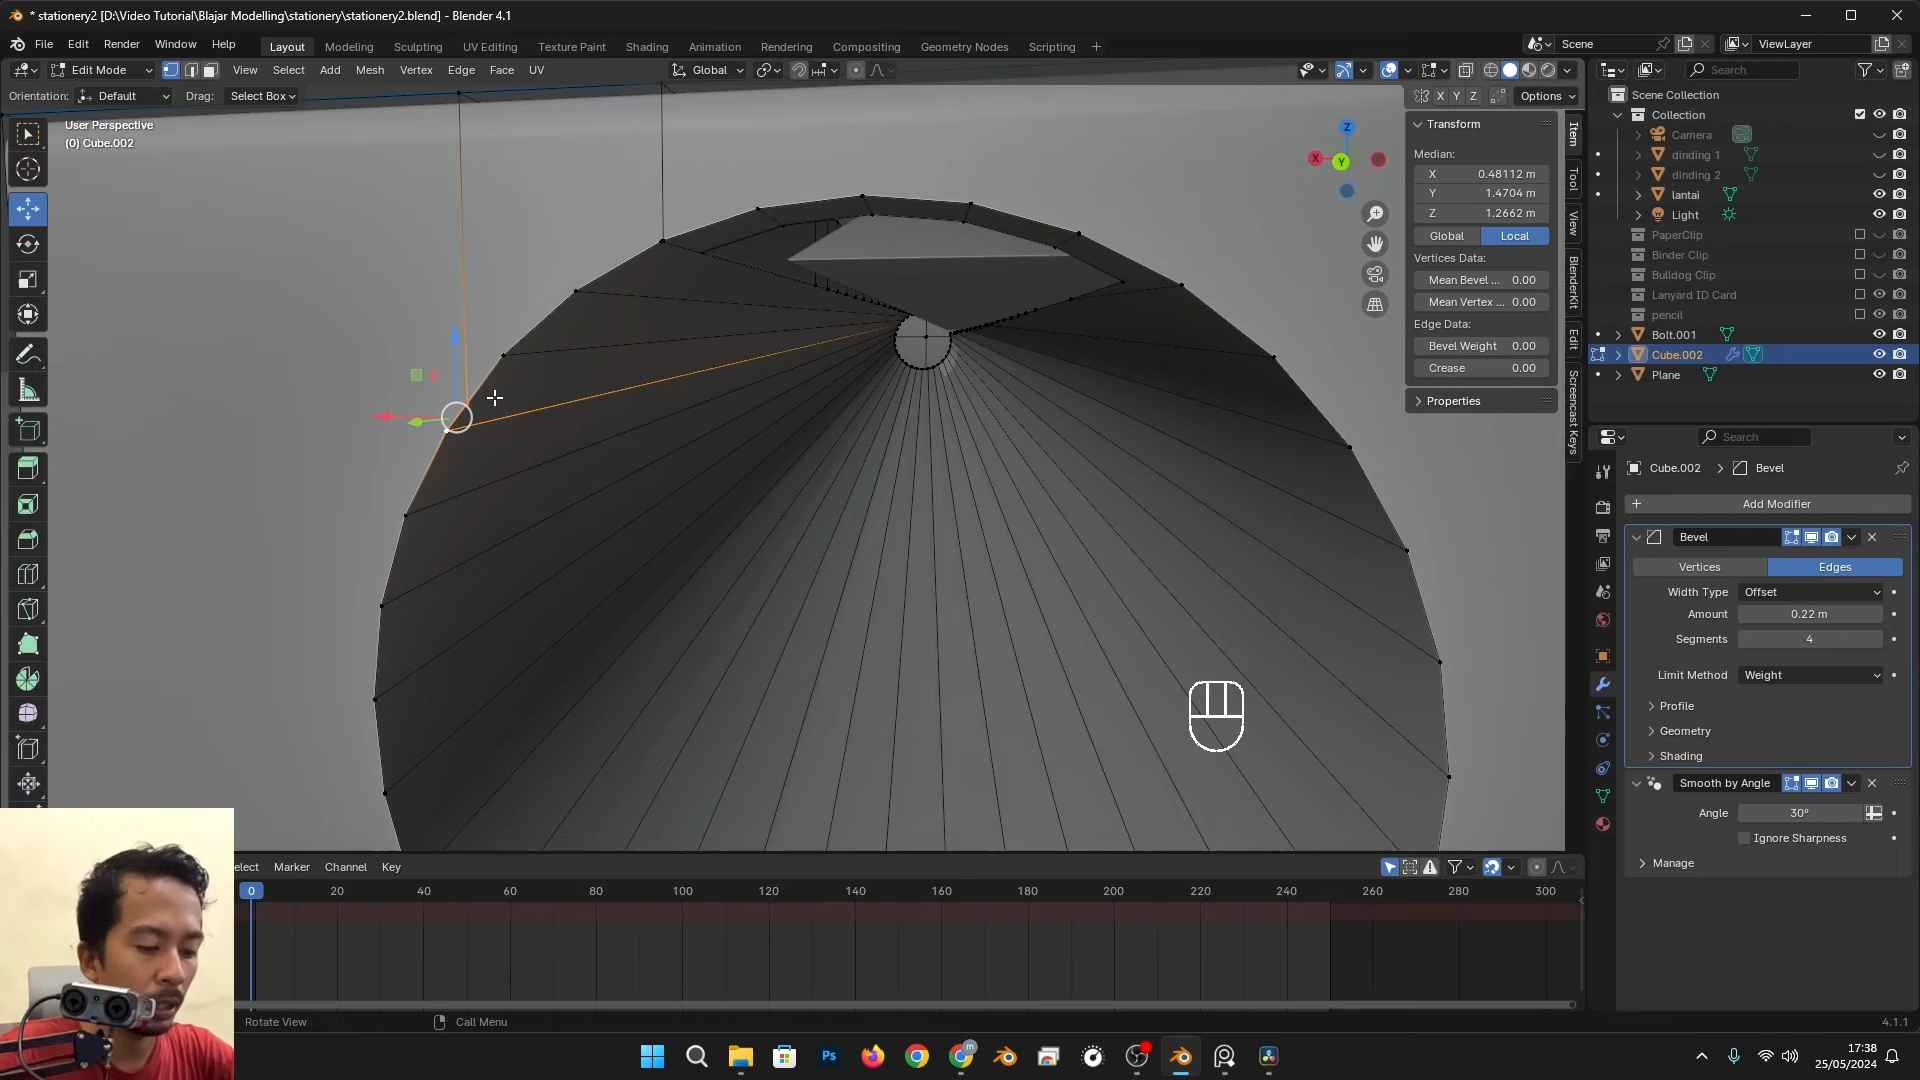 * stationery2 [D:\Video Tutorial\Blajar Modelling\stationery\stationery2.blend] - Blender 4.1
File Edit Render Window Help Layout Modeling Sculpting UV Editing Texture Paint Shading Animation Rendering Compositing Geometry Nodes Scripting + Scene ViewLayer
Edit Mode View Select Add Mesh Vertex Edge Face UV Global Search
Orientation: Default Drag: Select Box X Y Z Options
User Perspective
(0) Cube.002
Z
X Y
Transform
Median:
X 0.48112 m
Y 1.4704 m
Z 1.2662 m
Global Local
Vertices Data:
Mean Bevel ... 0.00
Mean Vertex ... 0.00
Edge Data:
Bevel Weight 0.00
Crease 0.00
Properties
Item
Tool
View
BlenderKit
Edit
Screencast Keys
Scene Collection
Collection
Camera
dinding 1
dinding 2
lantai
Light
PaperClip
Binder Clip
Bulldog Clip
Lanyard ID Card
pencil
Bolt.001
Cube.002
Plane
Search
Cube.002 > Bevel
+ Add Modifier
Bevel
Vertices Edges
Width Type Offset
Amount 0.22 m
Segments 4
Limit Method Weight
Profile
Geometry
Shading
Smooth by Angle
Angle 30°
Ignore Sharpness
Manage
elect Marker Channel Key
0 20 40 60 80 100 120 140 160 180 200 220 240 260 280 300
Rotate View Call Menu 4.1.1
Ps m
17:38
25/05/2024